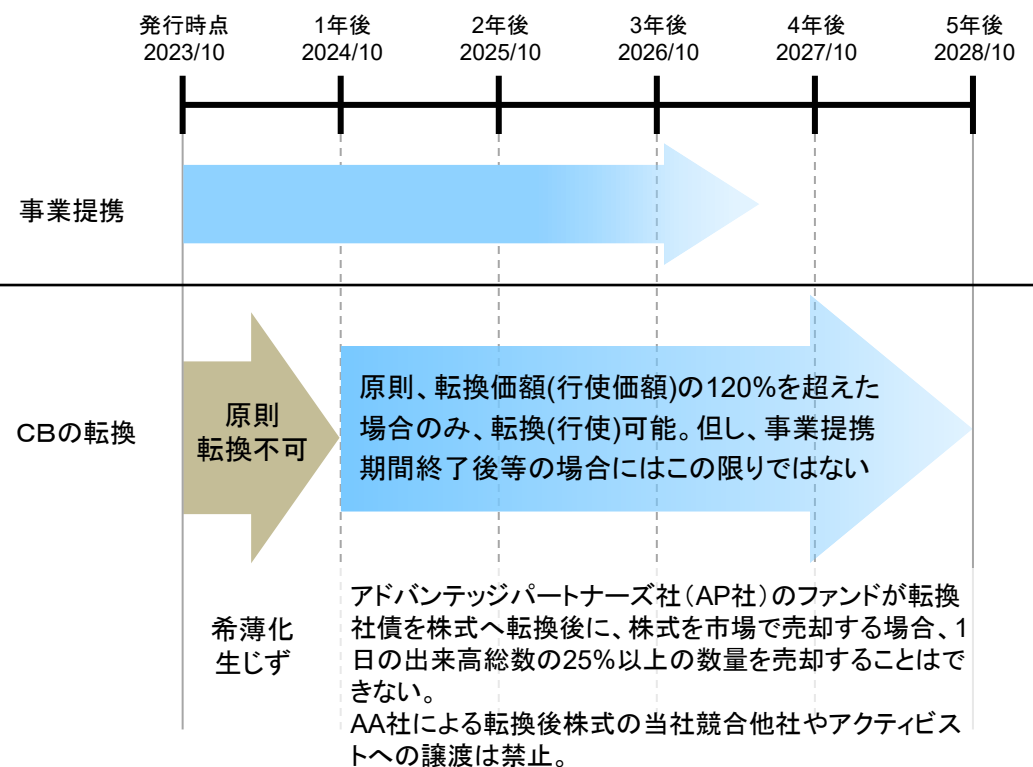 発行時点 1年後 2年後 3年後 4年後 5年後
2023/10 2024/10 2025/10 2026/10 2027/10 2028/10
事業提携
CBの転換
原則
転換不可
原則、転換価額(行使価額)の120%を超えた
場合のみ、転換(行使)可能。但し、事業提携
期間終了後等の場合にはこの限りではない
希薄化
生じず
アドバンテッジパートナーズ社（AP社）のファンドが転換
社債を株式へ転換後に、株式を市場で売却する場合、1
日の出来高総数の25%以上の数量を売却することはで
きない。
AA社による転換後株式の当社競合他社やアクティビス
トへの譲渡は禁止。